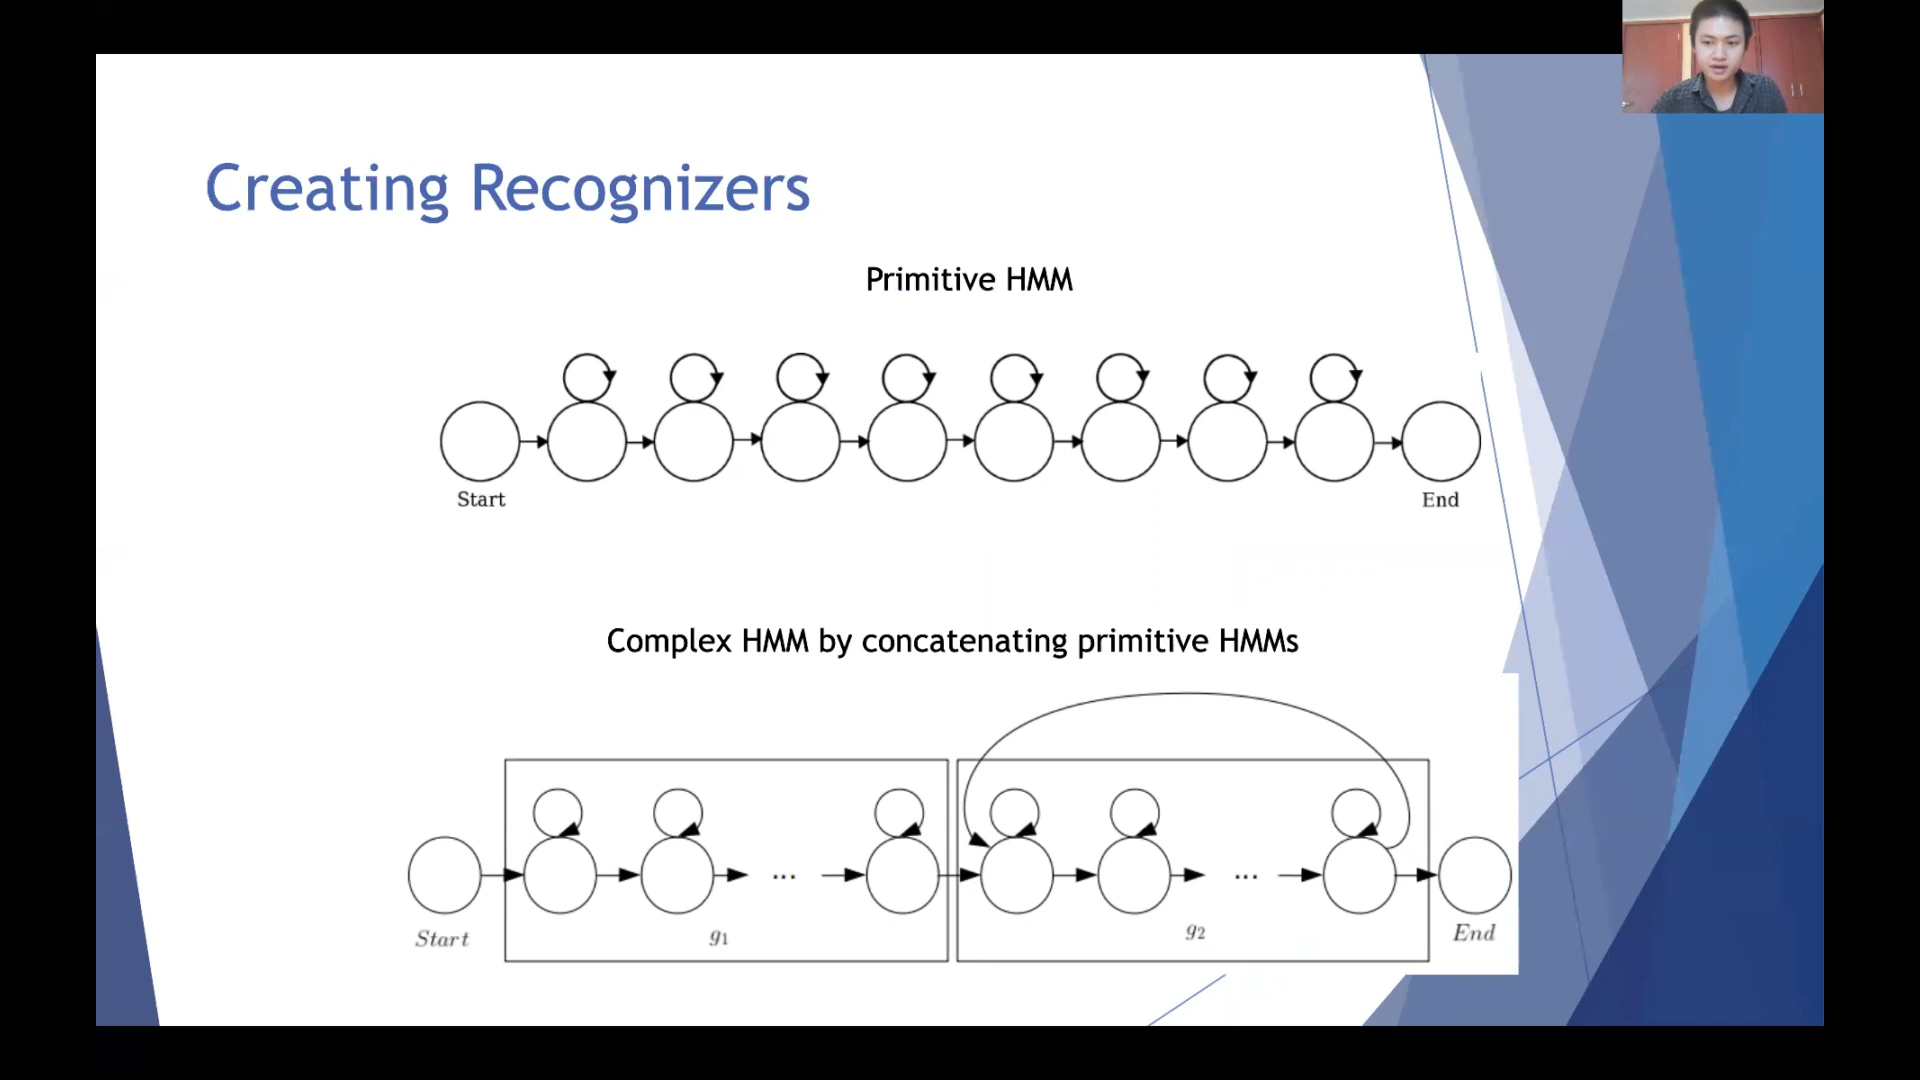 Creating Recognizers
Primitive HMM
Start
End
Complex HMM by concatenating primitive HMMs
...
...
Start
g1
g2
End